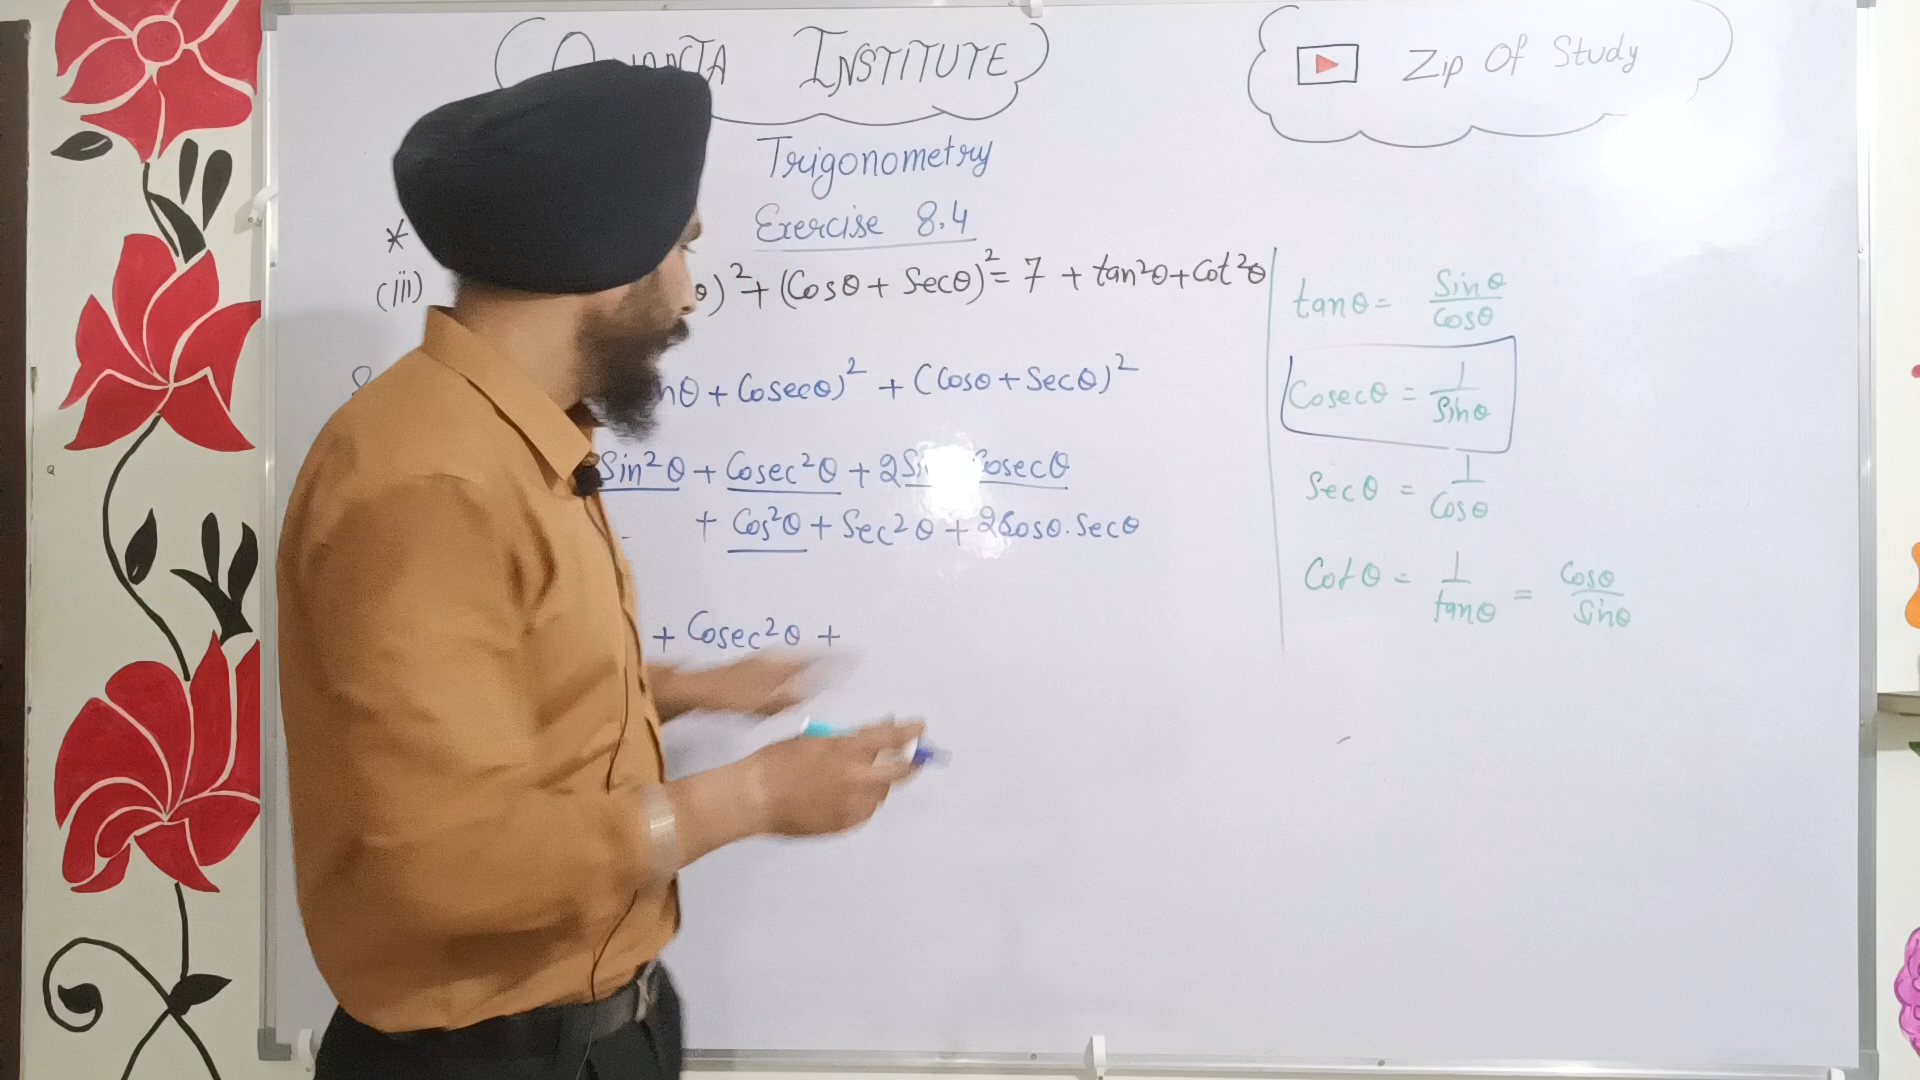 INSTITUTE
Zip Of Study
Trigonometry
Exercise 8.4
*
(iii) θ)² + (Cosθ + Secθ)² = 7 + tan²θ + Cot²θ
nθ + Cosecθ)² + (Cosθ + Secθ)²
Sin²θ + Cosec²θ + 2 CosecΘ
+ Cos²θ + Sec²θ + 2Cosθ.Secθ
+ Cosec²θ +
tanθ = Sinθ/Cosθ
Cosecθ = 1/Sinθ
Secθ = 1/Cosθ
Cotθ = 1/tanθ = Cosθ/Sinθ